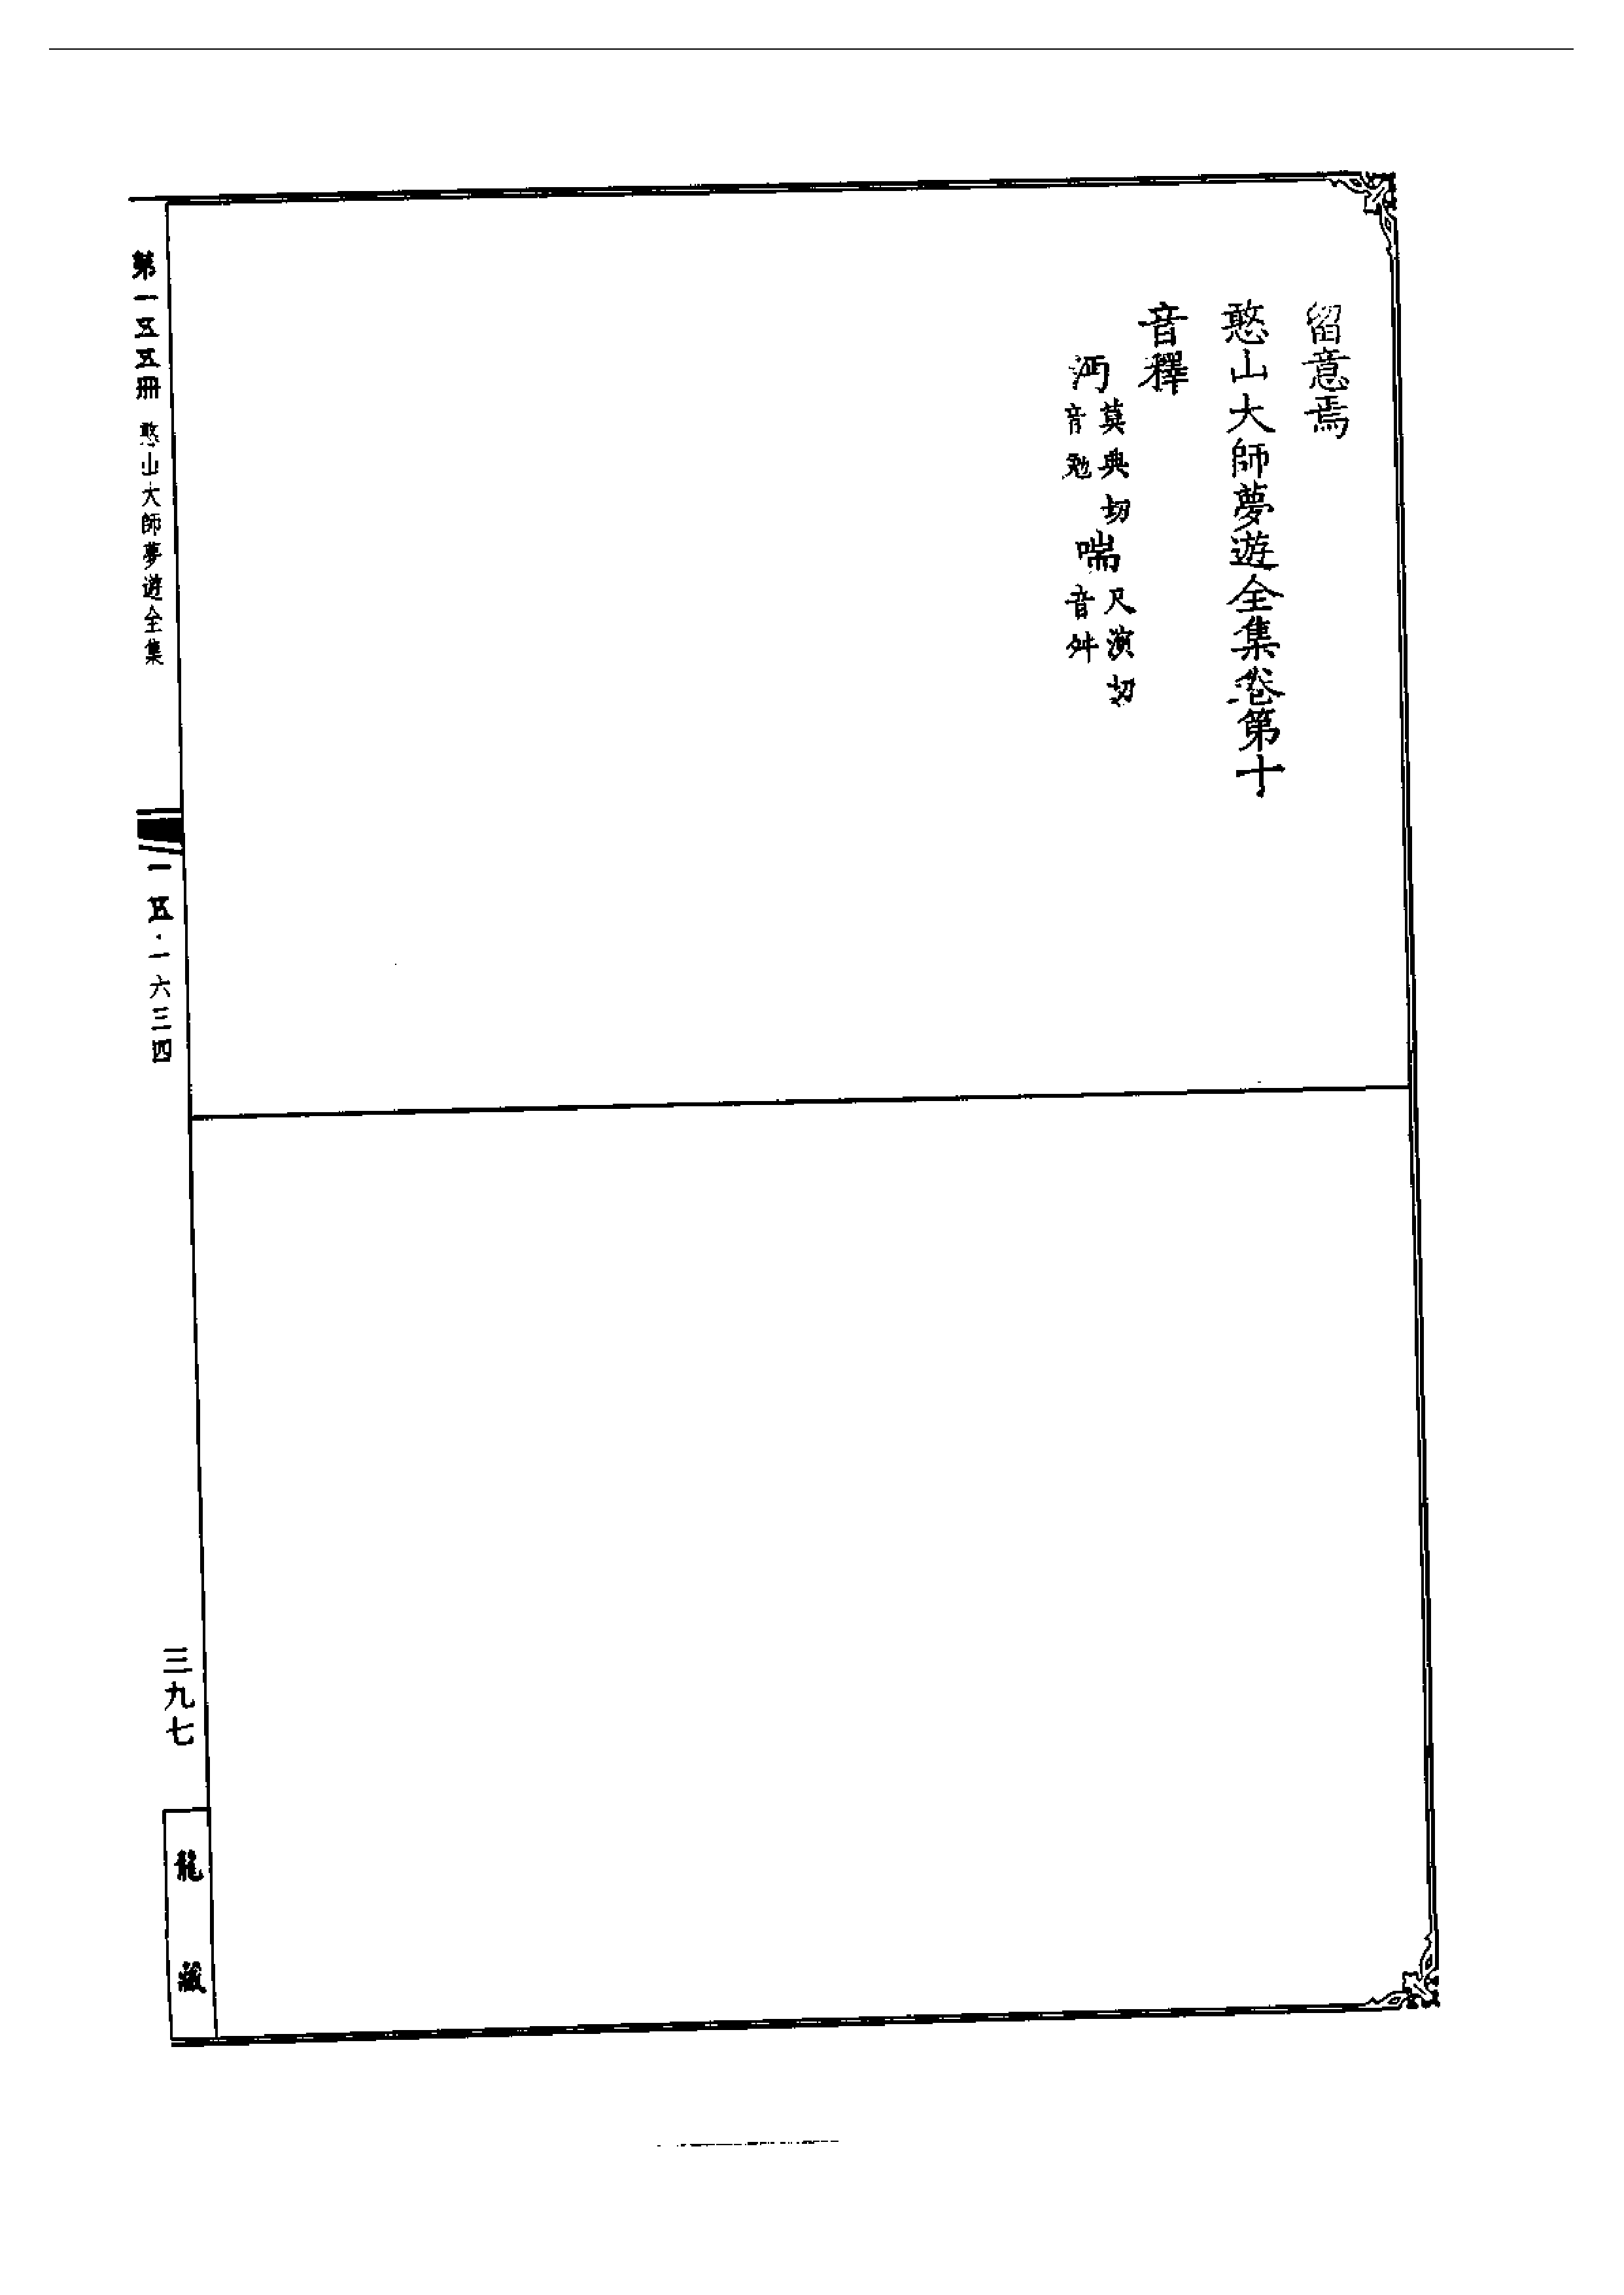 留意焉
憨山大師夢遊全集卷第十
音釋
沔莫典切音勉 喘尺演切音舛
第一五五冊 憨山大師夢遊全集 一五·一六三四 三九七 龍藏